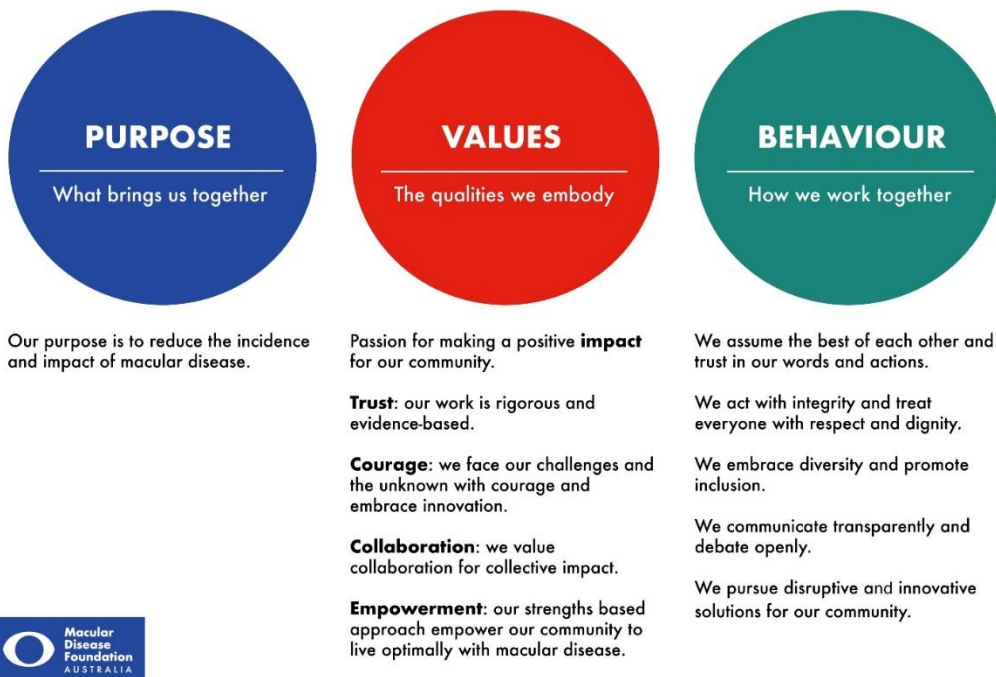 PURPOSE
What brings us together
Our purpose is to reduce the incidence
and impact of macular disease.
VALUES
The qualities we embody
Passion for making a positive impact
for our community.
Trust: our work is rigorous and
evidence-based.
Courage: we face our challenges and
the unknown with courage and
embrace innovation.
Collaboration: we value
collaboration for collective impact.
Empowerment: our strengths based
approach empower our community to
live optimally with macular disease.
BEHAVIOUR
How we work together
We assume the best of each other and
trust in our words and actions.
We act with integrity and treat
everyone with respect and dignity.
We embrace diversity and promote
inclusion.
We communicate transparently and
debate openly.
We pursue disruptive and innovative
solutions for our community.
Macular
Disease
Foundation
AUSTRALIA